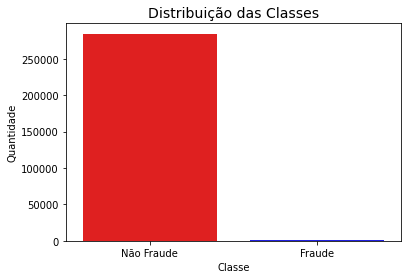 Distribuição das Classes
Quantidade
250000
200000
150000
100000
50000
0
Não Fraude
Fraude
Classe